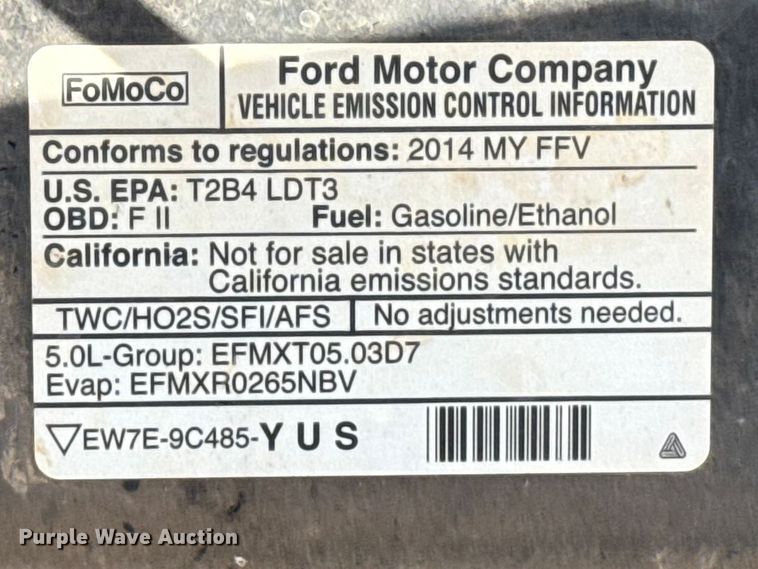 FoMoCo
Ford Motor Company
VEHICLE EMISSION CONTROL INFORMATION
Conforms to regulations: 2014 MY FFV
U.S. EPA: T2B4 LDT3
OBD: F II Fuel: Gasoline/Ethanol
California: Not for sale in states with
California emissions standards.
TWC/HO2S/SFI/AFS No adjustments needed.
5.0L-Group: EFMXT05.03D7
Evap: EFMXR0265NBV
EW7E-9C485-Y U S
Purple Wave Auction